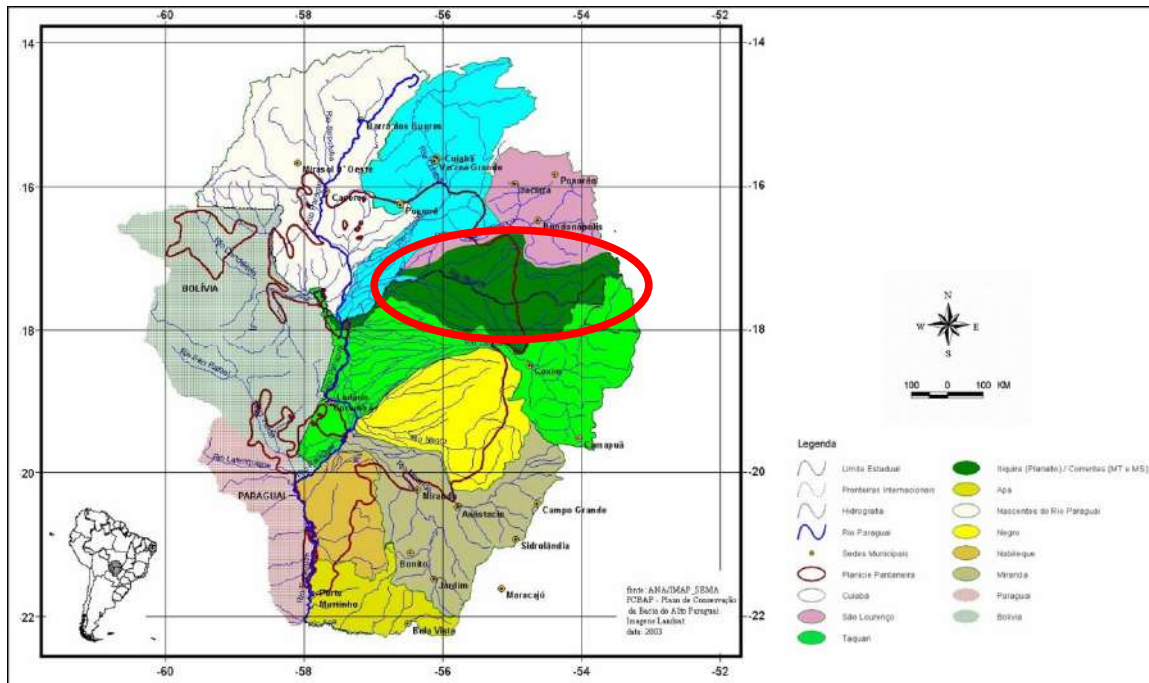 -60
-58
-56
-54
-52
-14
-14
Barra dos Bugres
Rio Sepotuba
Cuiabá
Várzea Grande
Mirasol D'Oeste
Poxoréo
Jaciara
-16
-16
Cáceres
Poconé
Rondonópolis
BOLÍVIA
-18
-18
Coxim
Ladário
Corumbá
Rio Negro
Camapuã
-20
-20
PARAGUAI
Miranda
Anastacio
Campo Grande
Sidrolândia
Bonito
Jardim
Maracajú
Porto
Murtinho
-22
-22
Bela Vista
fonte: ANA/IMAP_SEMA
PCBAP - Plano de Conservação
da Bacia do Alto Paraguai
Imagens Landsat
data: 2003
-60
-58
-56
-54
-52
N
W
E
S
100
0
100
KM
Legenda
Limite Estadual
Fronteiras Internacionais
Hidrografia
Rio Paraguai
Sedes Municipais
Planície Pantaneira
Cuiabá
São Lourenço
Taquari
Itiquira (Planalto) / Correntes (MT e MS)
Apa
Nascentes do Rio Paraguai
Negro
Nabileque
Miranda
Paraguai
Bolívia